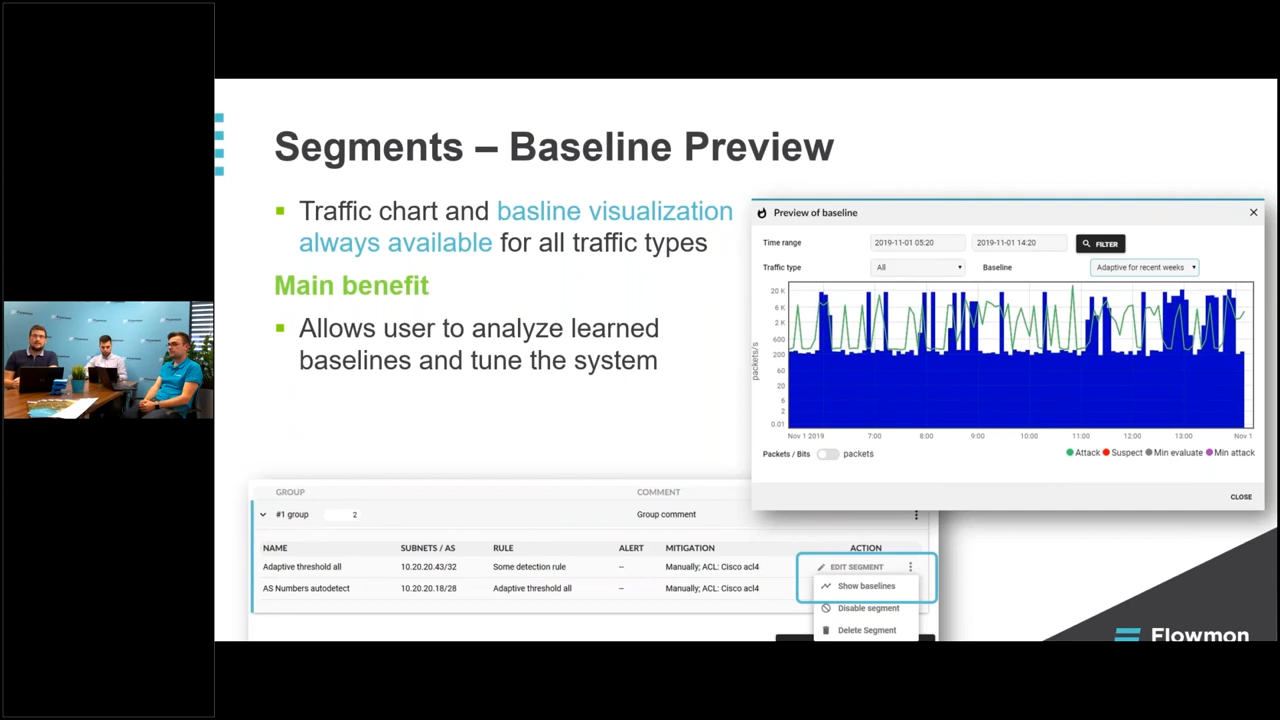 Segments – Baseline Preview
Traffic chart and basline visualization
always available for all traffic types
Main benefit
Allows user to analyze learned
baselines and tune the system
Preview of baseline
Time range 2019-11-01 05:20 2019-11-01 14:20 FILTER
Traffic type All Baseline Adaptive for recent weeks
packets/s
20 K
6 K
2 K
600
200
60
20
6
2
0.01
Nov 1 2019 7:00 8:00 9:00 10:00 11:00 12:00 13:00 Nov 1
Packets / Bits packets Attack Suspect Min evaluate Min attack
CLOSE
GROUP COMMENT
#1 group 2 Group comment
NAME SUBNETS / AS RULE ALERT MITIGATION ACTION
Adaptive threshold all 10.20.20.43/32 Some detection rule -- Manually; ACL: Cisco acl4 EDIT SEGMENT
AS Numbers autodetect 10.20.20.18/28 Adaptive threshold all -- Manually; ACL: Cisco acl4
Show baselines
Disable segment
Delete Segment
Flowmon
Flowmon